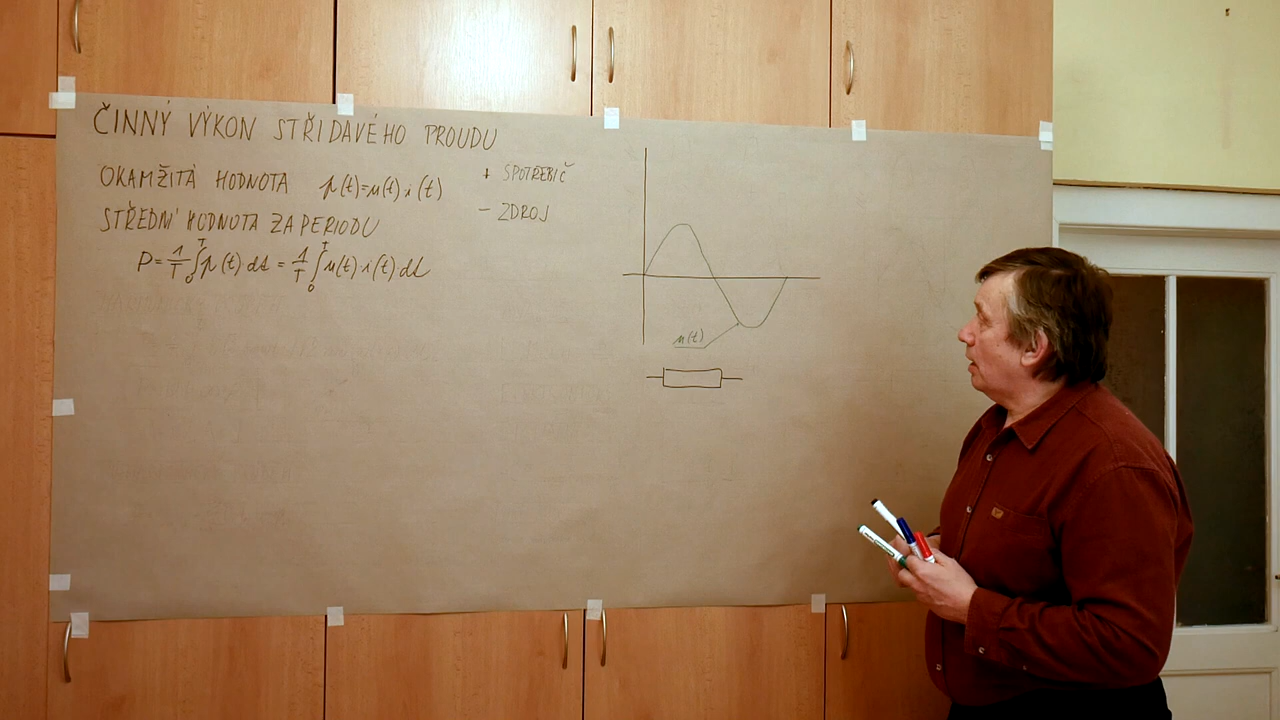 ČINNÝ VÝKON STŘÍDAVÉHO PROUDU
OKAMŽITÁ HODNOTA p(t)=u(t) i(t)
STŘEDNÍ HODNOTA ZA PERIODU
P = 1/T ∫₀ᵀ p(t) dt = 1/T ∫₀ᵀ u(t) i(t) dt
+ SPOTŘEBIČ
- ZDROJ
u(t)